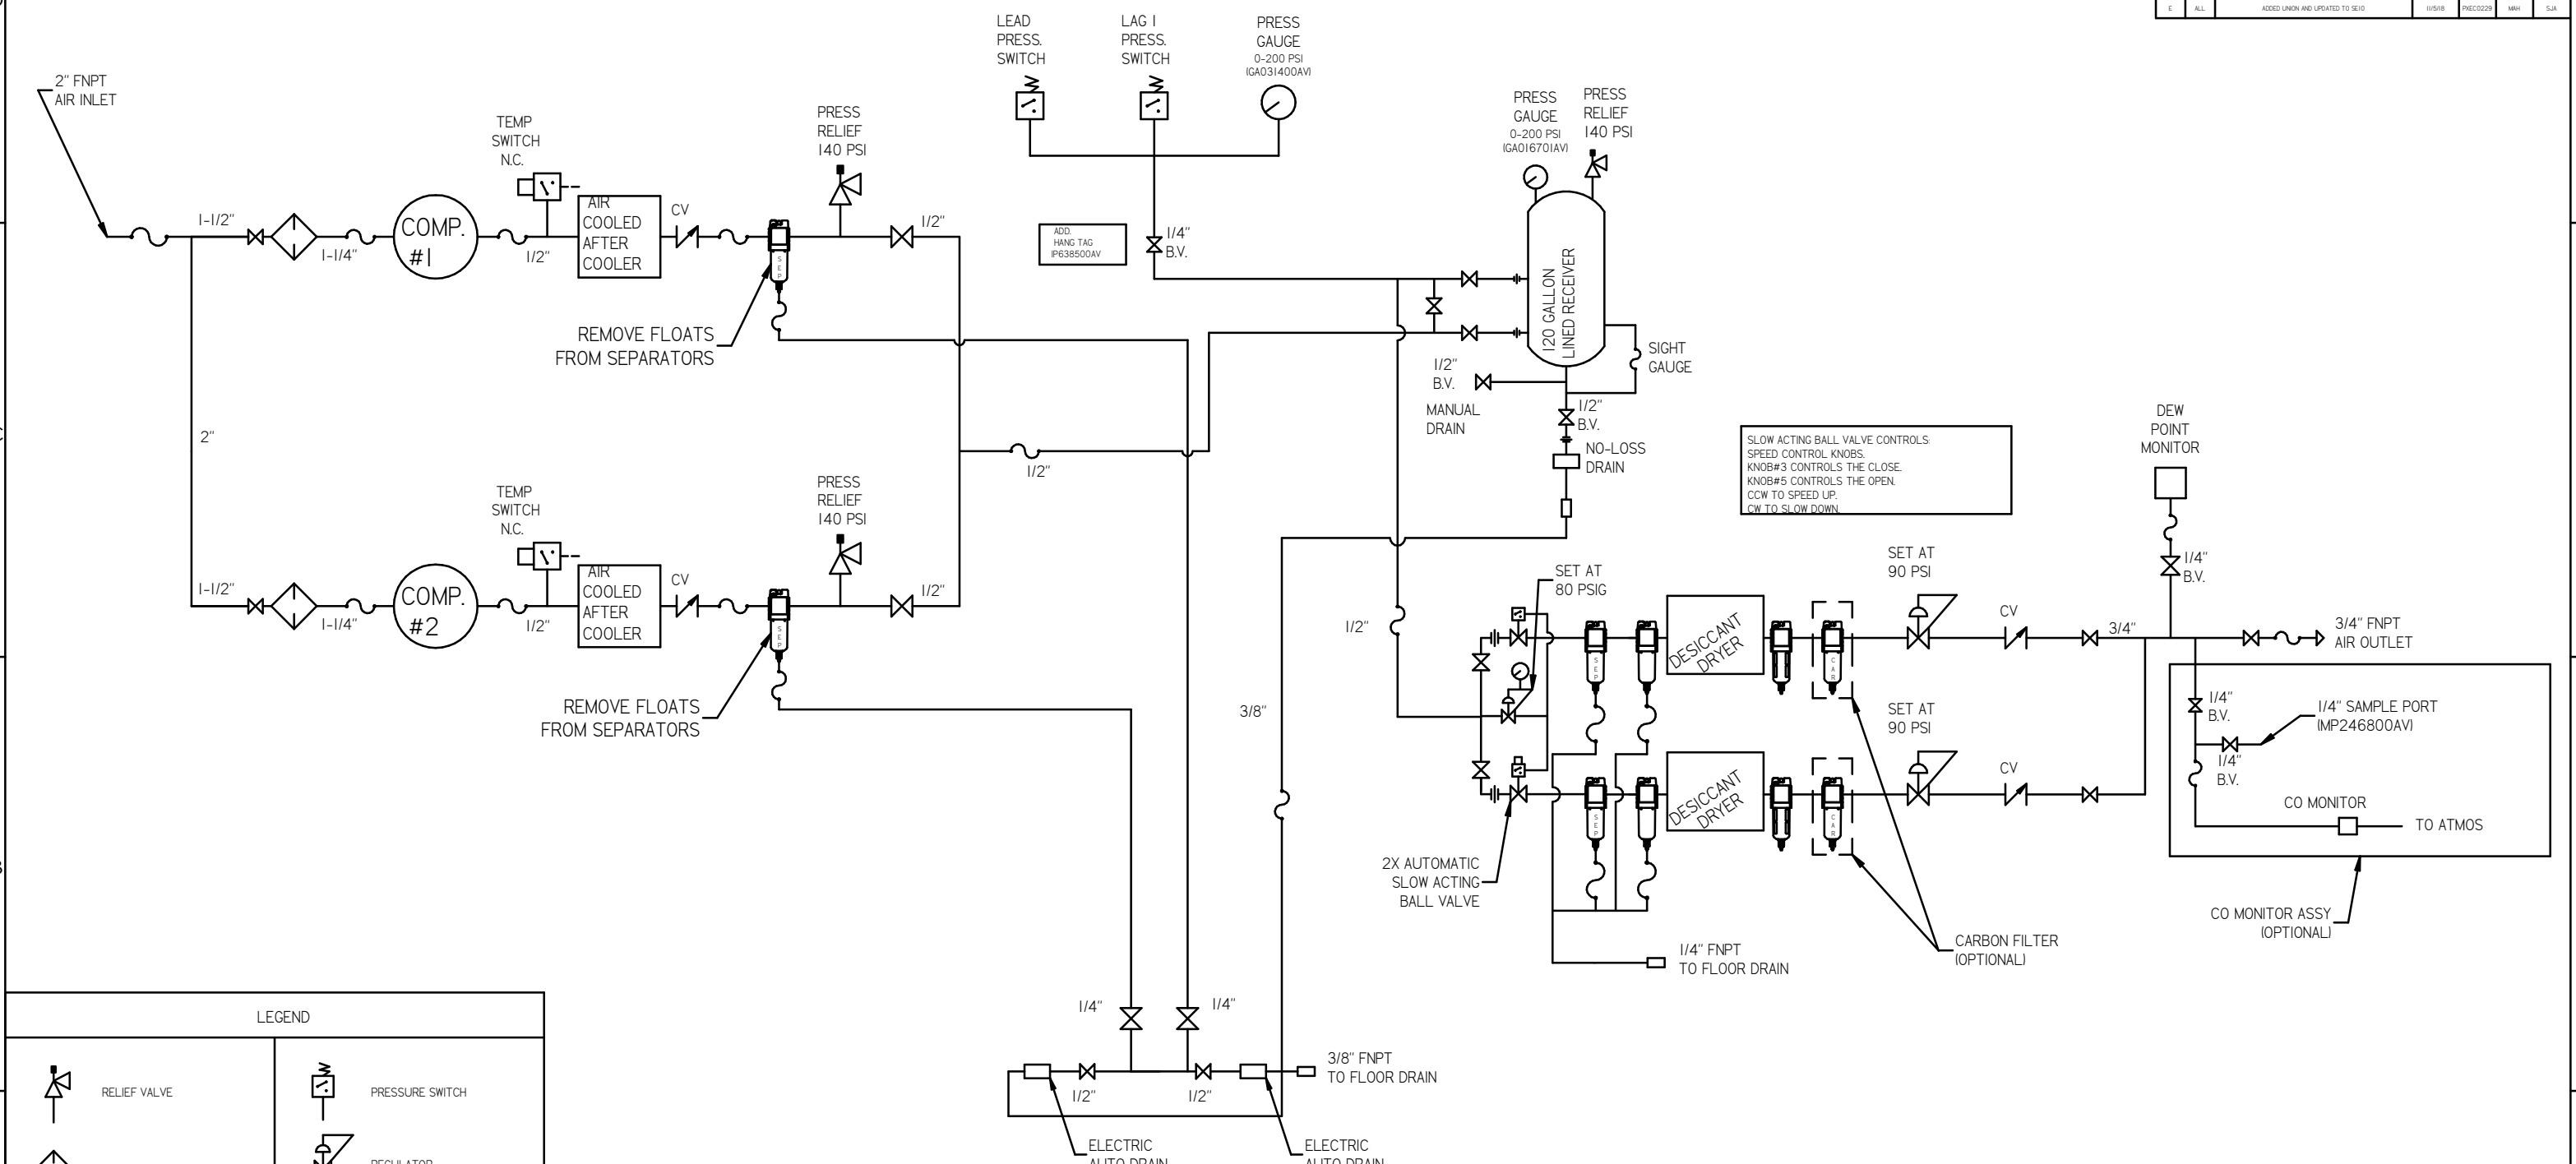 E ALL ADDED UNION AND UPDATED TO SE10 11/5/18 PXEC0229 MAH SJA
2" FNPT
AIR INLET
LEAD
PRESS.
SWITCH
LAG 1
PRESS.
SWITCH
PRESS
GAUGE
0-200 PSI
(GA031400AV)
PRESS
GAUGE
0-200 PSI
(GA016701AV)
PRESS
RELIEF
140 PSI
TEMP
SWITCH
N.C.
PRESS
RELIEF
140 PSI
1-1/2"
1-1/4"
COMP.
#1
1/2"
AIR
COOLED
AFTER
COOLER
CV
SEP
1/2"
ADD.
HANG TAG
IP638500AV
1/4"
B.V.
120 GALLON
LINED RECEIVER
REMOVE FLOATS
FROM SEPARATORS
SIGHT
GAUGE
1/2"
B.V.
MANUAL
DRAIN
1/2"
B.V.
NO-LOSS
DRAIN
2"
1/2"
SLOW ACTING BALL VALVE CONTROLS:
SPEED CONTROL KNOBS.
KNOB#3 CONTROLS THE CLOSE.
KNOB#5 CONTROLS THE OPEN.
CCW TO SPEED UP.
CW TO SLOW DOWN.
DEW
POINT
MONITOR
1/4"
B.V.
TEMP
SWITCH
N.C.
PRESS
RELIEF
140 PSI
1-1/2"
1-1/4"
COMP.
#2
1/2"
AIR
COOLED
AFTER
COOLER
CV
SEP
1/2"
REMOVE FLOATS
FROM SEPARATORS
1/2"
3/8"
SET AT
80 PSIG
SEP
DESICCANT
DRYER
CAR
SET AT
90 PSI
CV
3/4"
3/4" FNPT
AIR OUTLET
SEP
DESICCANT
DRYER
CAR
SET AT
90 PSI
CV
1/4"
B.V.
1/4" SAMPLE PORT
(MP246800AV)
1/4"
B.V.
CO MONITOR
TO ATMOS
2X AUTOMATIC
SLOW ACTING
BALL VALVE
CO MONITOR ASSY
(OPTIONAL)
CARBON FILTER
(OPTIONAL)
1/4" FNPT
TO FLOOR DRAIN
1/4"
1/4"
3/8" FNPT
TO FLOOR DRAIN
1/2"
1/2"
ELECTRIC
AUTO DRAIN
ELECTRIC
AUTO DRAIN
LEGEND
RELIEF VALVE
PRESSURE SWITCH
REGULATOR